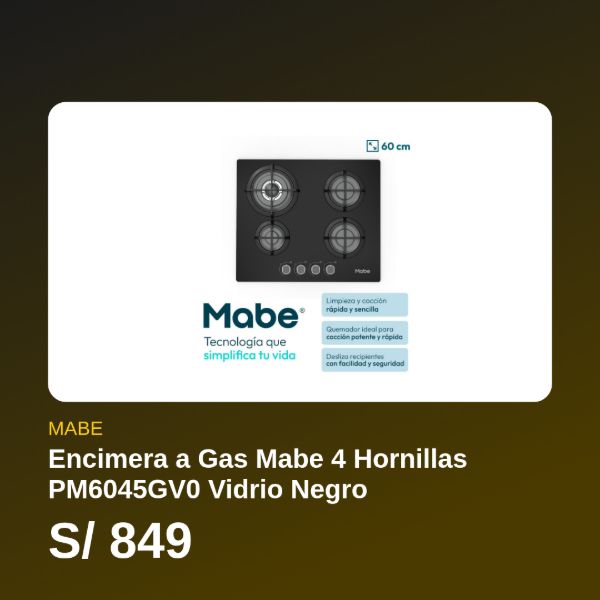 60 cm
Mabe
Mabe®
Tecnología que
simplifica tu vida
Limpieza y cocción
rápida y sencilla
Quemador ideal para
cocción potente y rápida
Desliza recipientes
con facilidad y seguridad
MABE
Encimera a Gas Mabe 4 Hornillas
PM6045GV0 Vidrio Negro
S/ 849